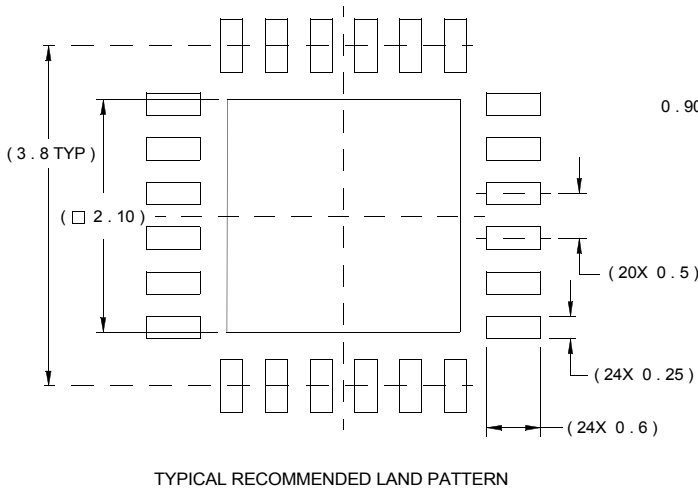 0 . 90
( 3 . 8 TYP )
( □ 2 . 10 )
( 20X 0 . 5 )
( 24X 0 . 25 )
( 24X 0 . 6 )
TYPICAL RECOMMENDED LAND PATTERN